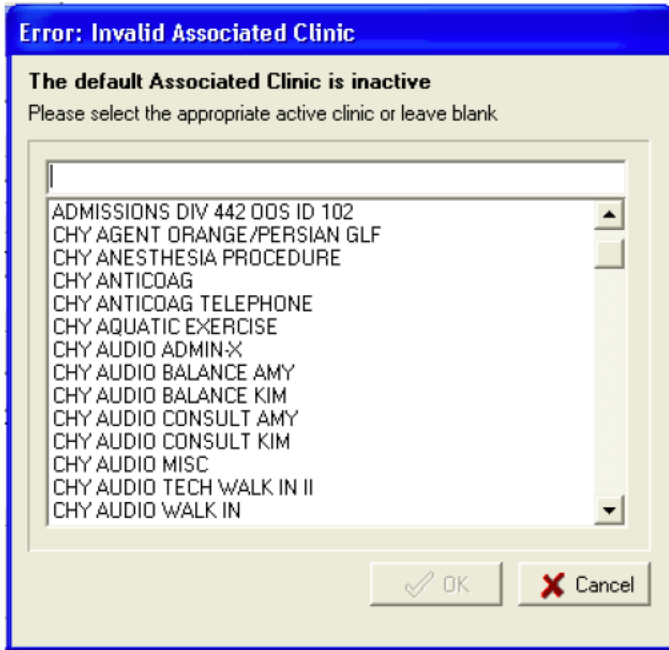 Error: Invalid Associated Clinic
The default Associated Clinic is inactive
Please select the appropriate active clinic or leave blank
ADMISSIONS DIV 442 OOS ID 102
CHY AGENT ORANGE/PERSIAN GLF
CHY ANESTHESIA PROCEDURE
CHY ANTICOAG
CHY ANTICOAG TELEPHONE
CHY AQUATIC EXERCISE
CHY AUDIO ADMIN-X
CHY AUDIO BALANCE AMY
CHY AUDIO BALANCE KIM
CHY AUDIO CONSULT AMY
CHY AUDIO CONSULT KIM
CHY AUDIO MISC
CHY AUDIO TECH WALK IN II
CHY AUDIO WALK IN
OK Cancel